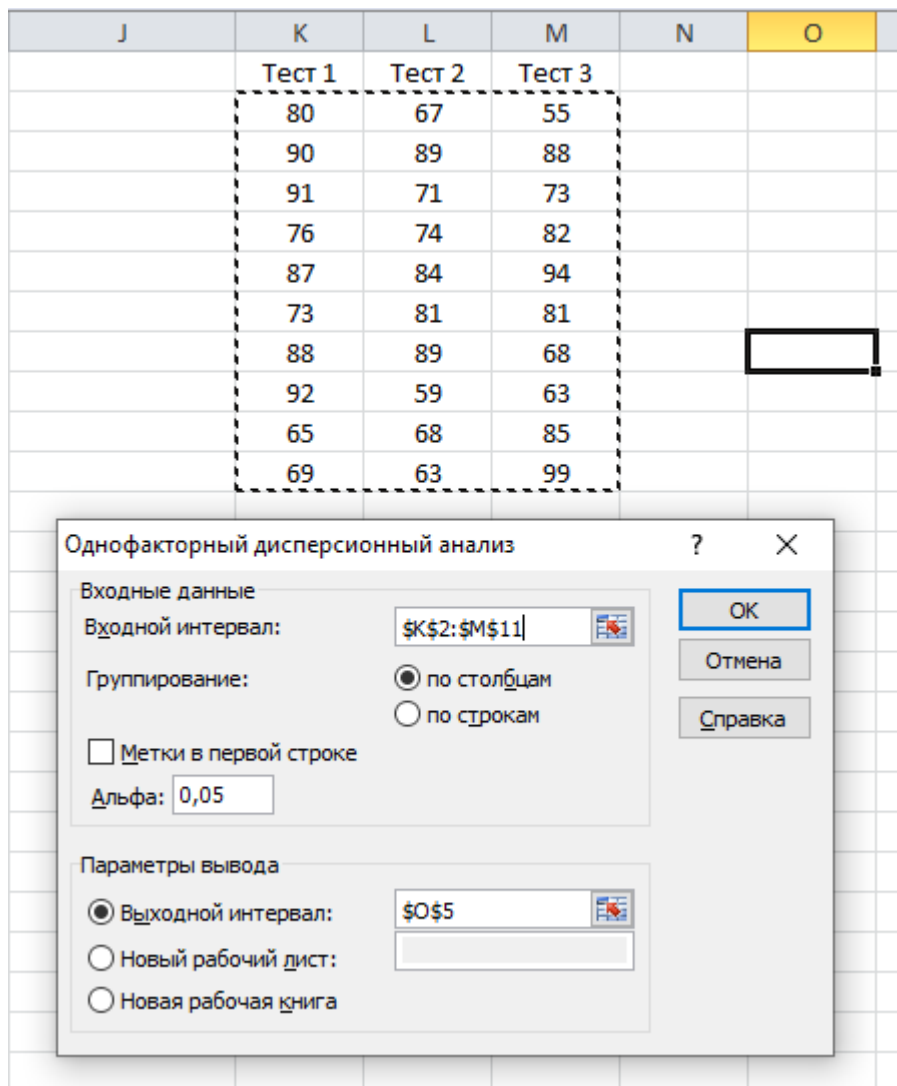 J K L M N O
Тест 1 Тест 2 Тест 3
80 67 55
90 89 88
91 71 73
76 74 82
87 84 94
73 81 81
88 89 68
92 59 63
65 68 85
69 63 99
Однофакторный дисперсионный анализ ?
Входные данные
Входной интервал: $K$2:$M$11 ОК
Группирование: по столбцам Отмена
по строкам Справка
Метки в первой строке
Альфа: 0,05
Параметры вывода
Выходной интервал: $O$5
Новый рабочий лист:
Новая рабочая книга